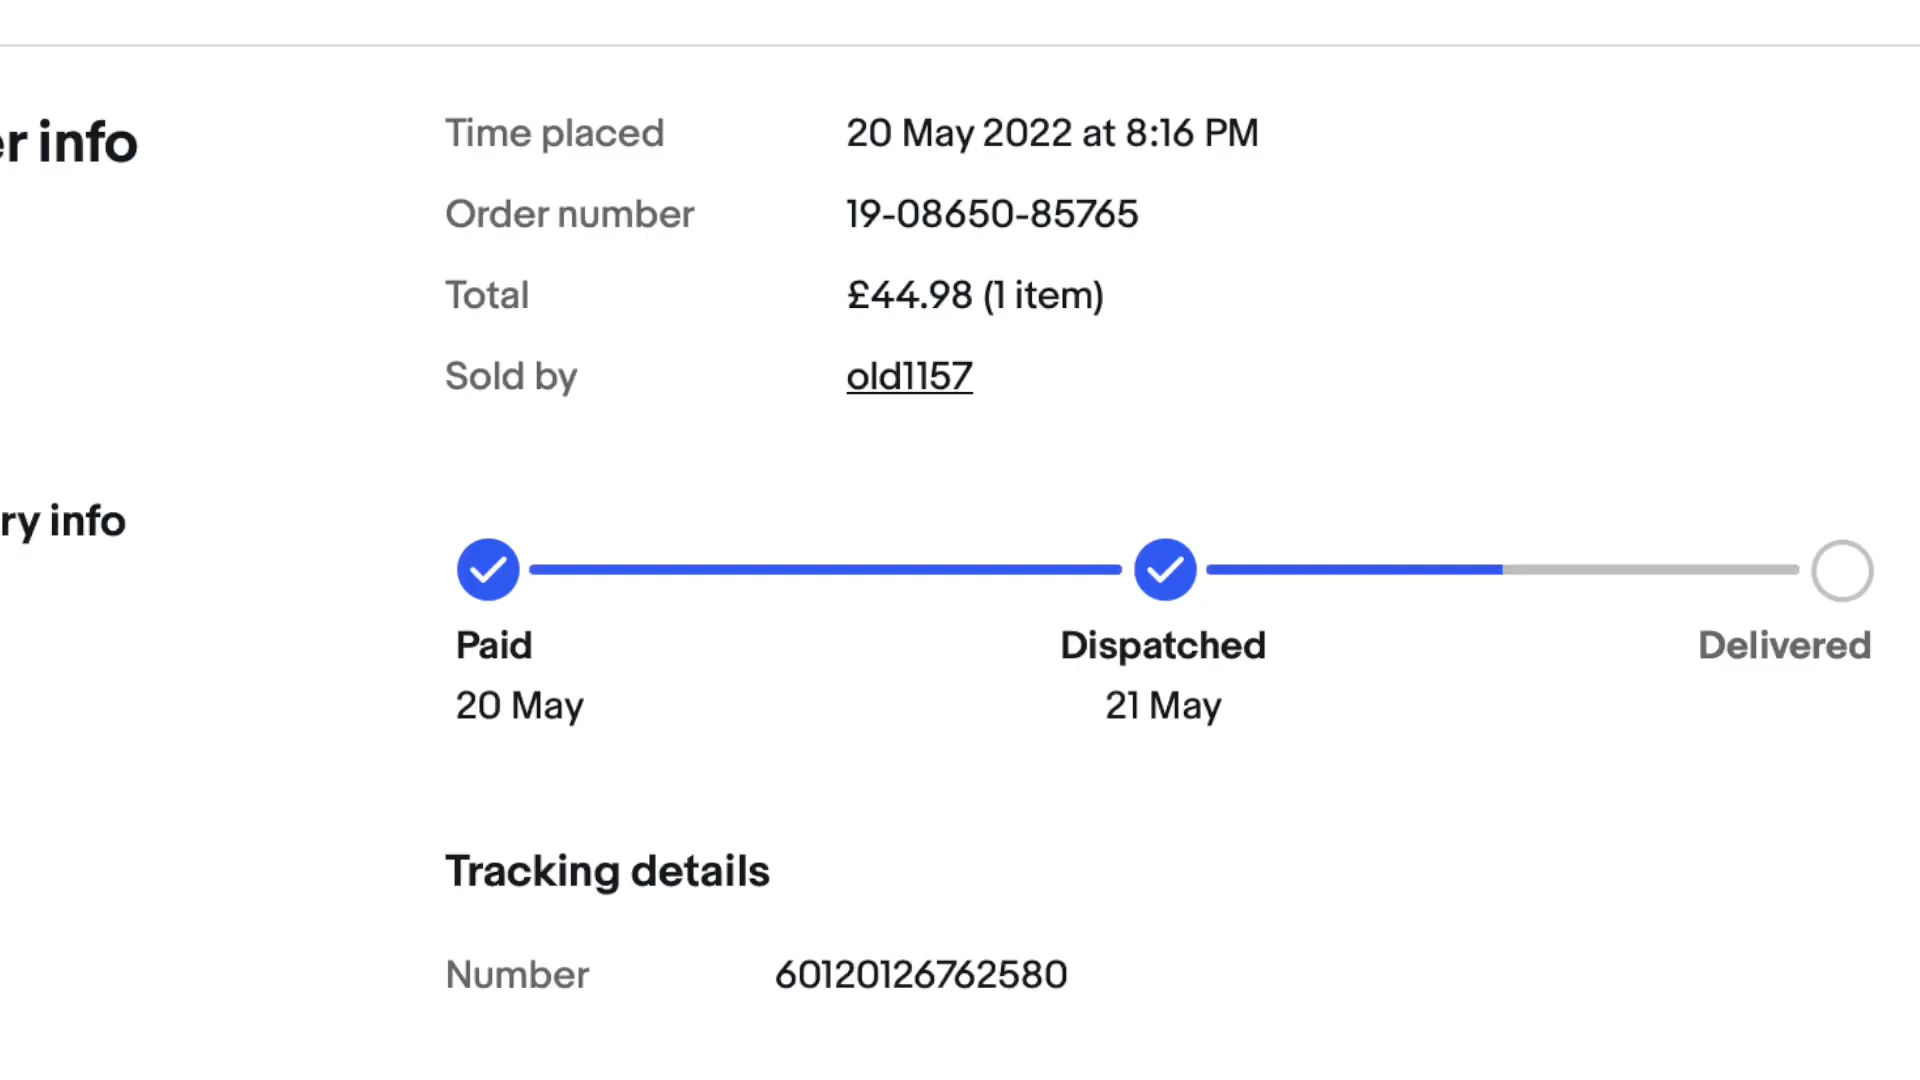 er info
Time placed 20 May 2022 at 8:16 PM
Order number 19-08650-85765
Total £44.98 (1 item)
Sold by old1157
ry info
Paid Dispatched Delivered
20 May 21 May
Tracking details
Number 60120126762580